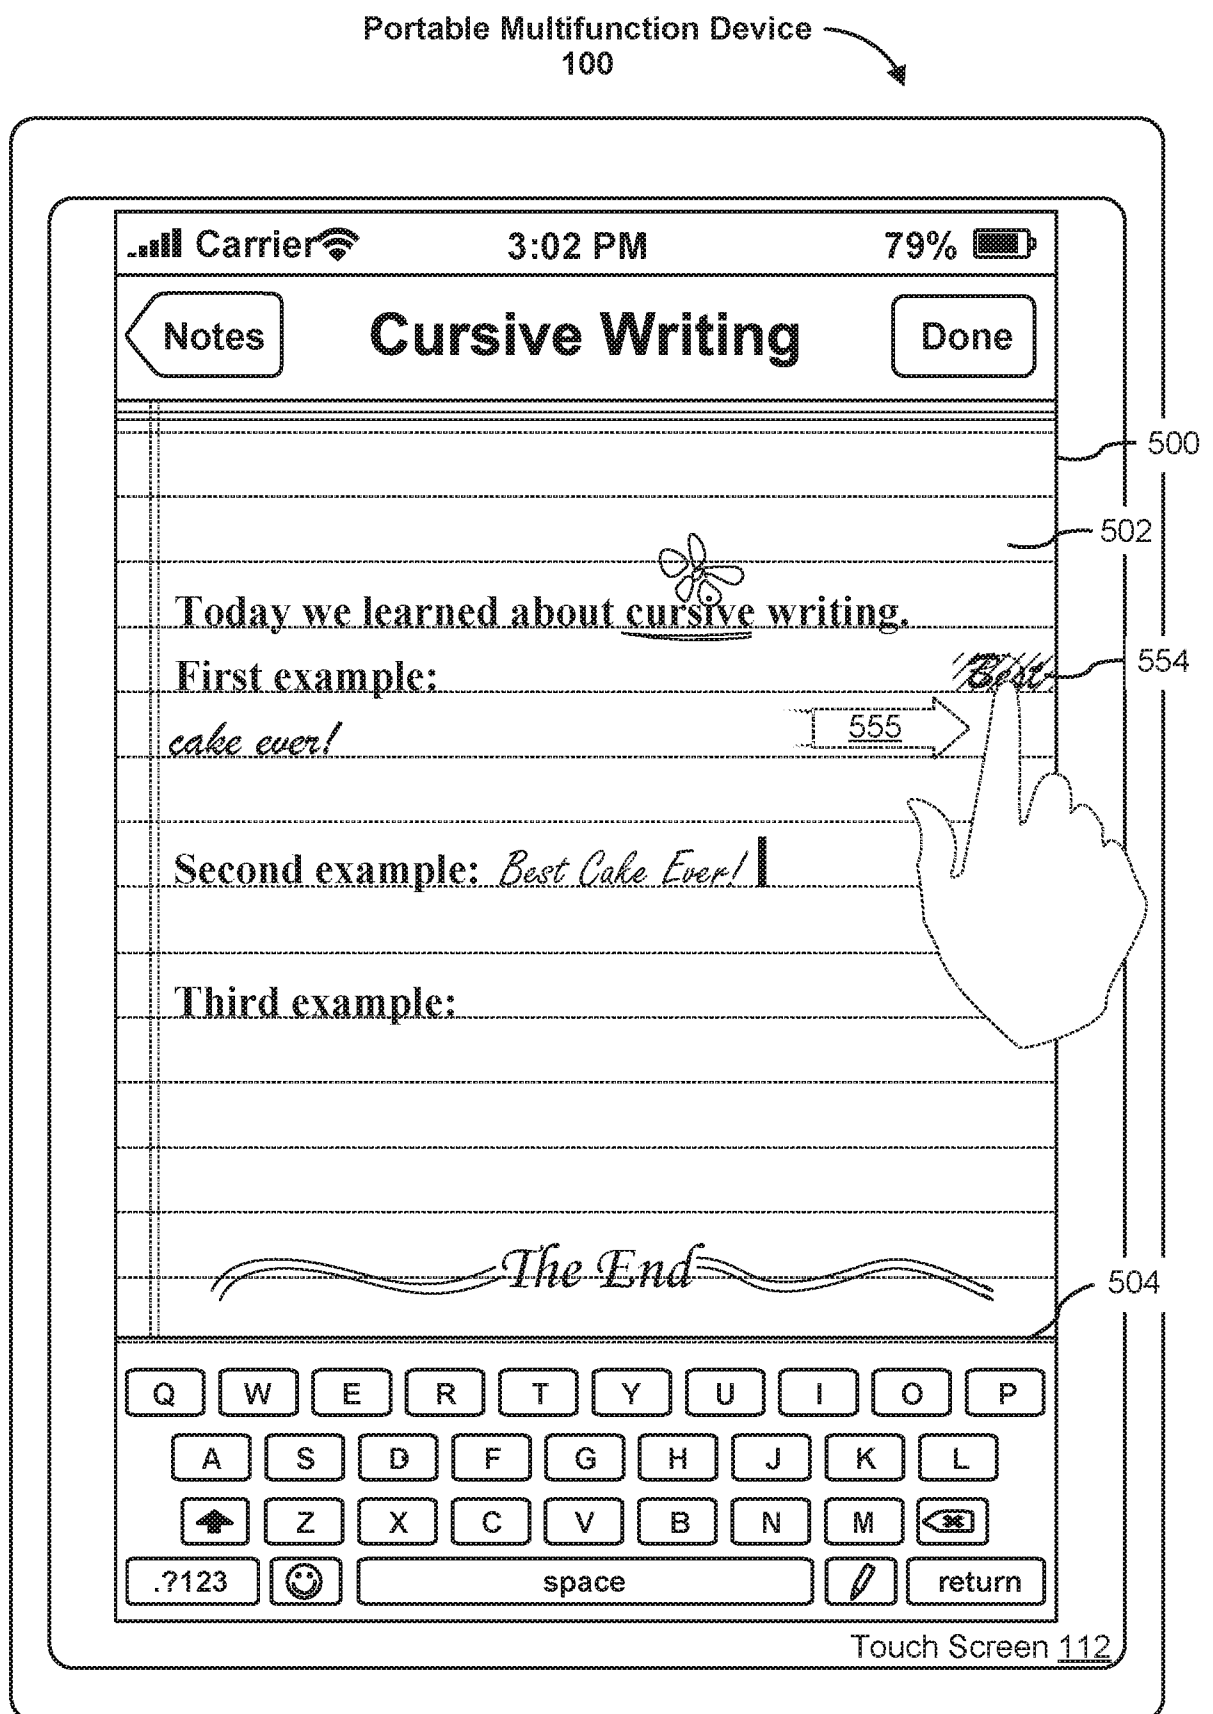 Portable Multifunction Device
100
Carrier 3:02 PM 79%
Notes Cursive Writing Done
500
502
Today we learned about cursive writing.
First example: Best 554
cake ever! 555
Second example: Best Cake Ever!
Third example:
The End
504
Q W E R T Y U I O P
A S D F G H J K L
Z X C V B N M
.?123 space return
Touch Screen 112